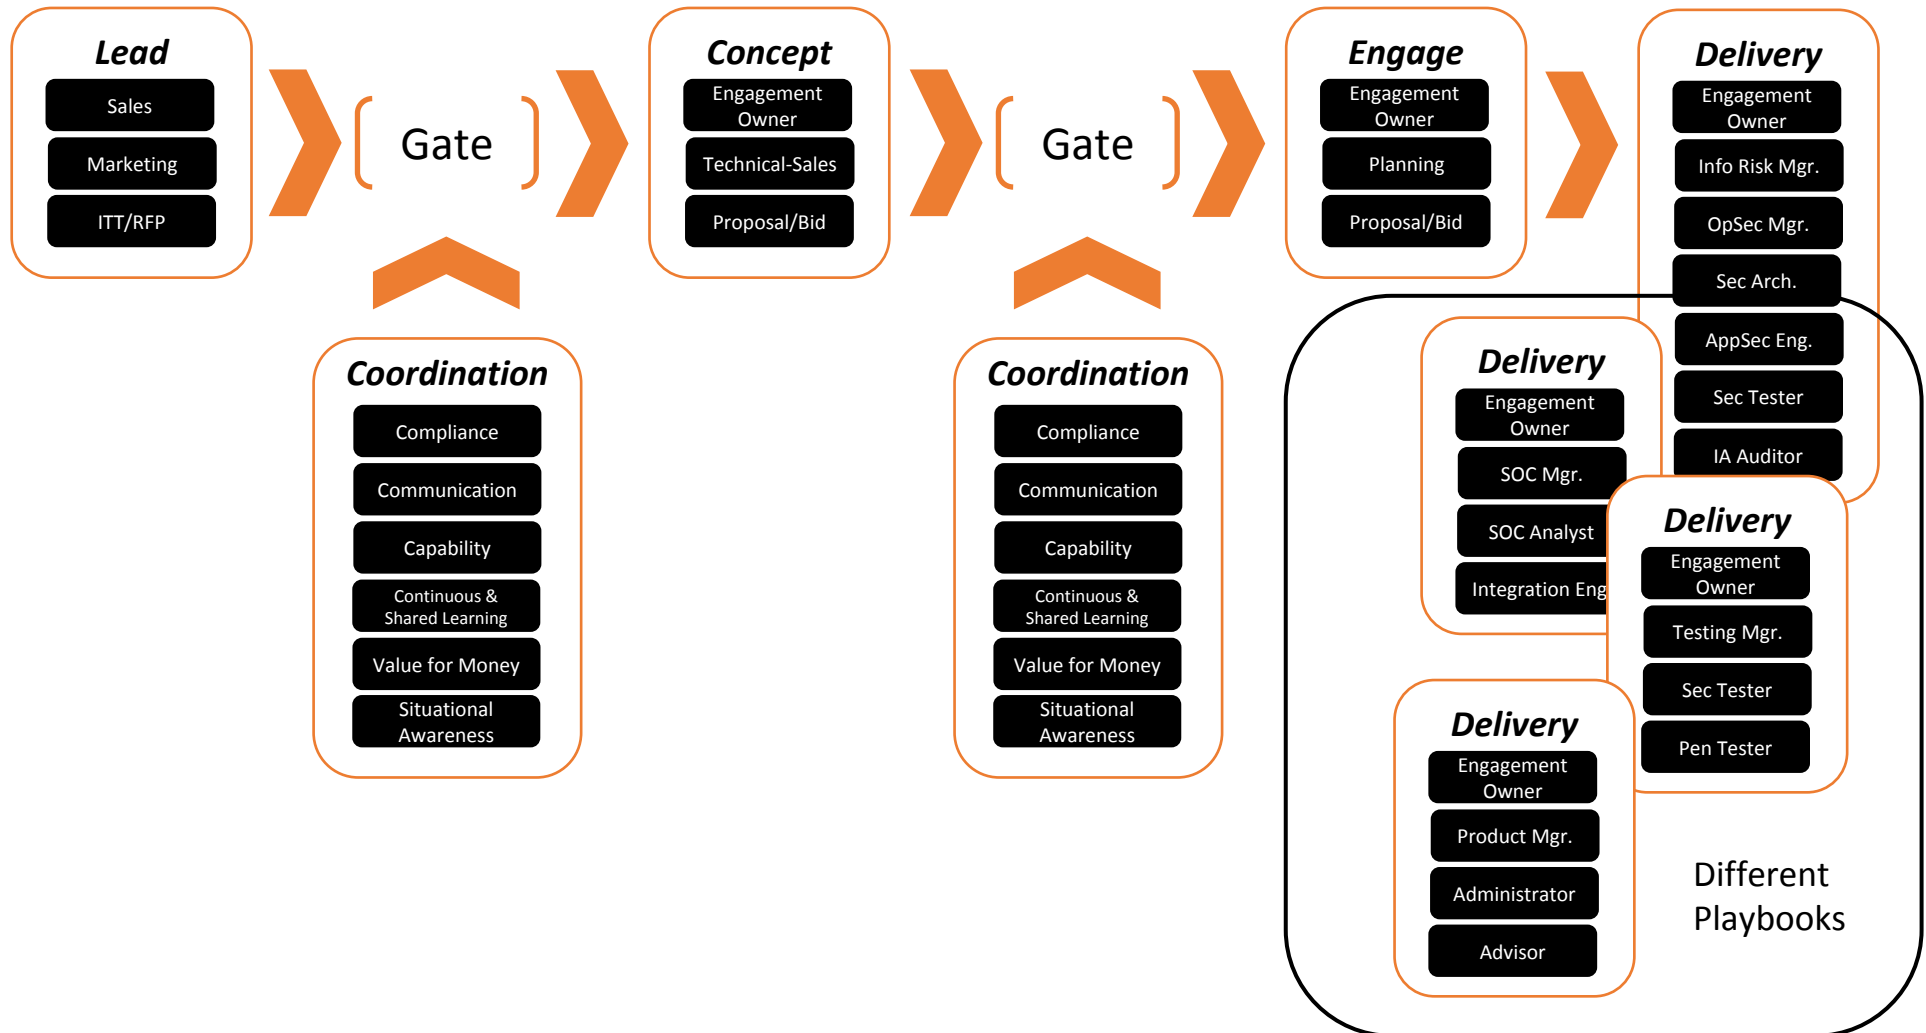 Lead
Sales
Marketing
ITT/RFP
Gate
Concept
Engagement
Owner
Technical-Sales
Proposal/Bid
Gate
Engage
Engagement
Owner
Planning
Proposal/Bid
Delivery
Engagement
Owner
Info Risk Mgr.
OpSec Mgr.
Sec Arch.
AppSec Eng.
Sec Tester
IA Auditor
Coordination
Compliance
Communication
Capability
Continuous &
Shared Learning
Value for Money
Situational
Awareness
Coordination
Compliance
Communication
Capability
Continuous &
Shared Learning
Value for Money
Situational
Awareness
Delivery
Engagement
Owner
SOC Mgr.
SOC Analyst
Integration Eng
Delivery
Engagement
Owner
Testing Mgr.
Sec Tester
Pen Tester
Delivery
Engagement
Owner
Product Mgr.
Administrator
Advisor
Different
Playbooks